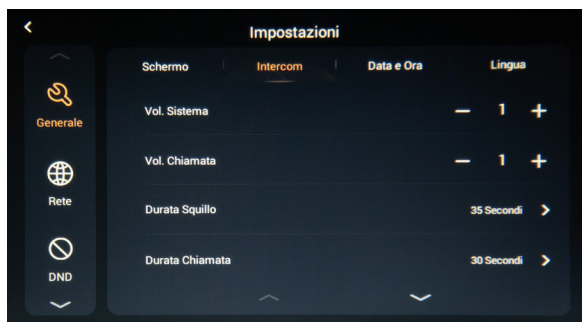 Impostazioni
Schermo Intercom Data e Ora Lingua
Generale
Vol. Sistema 1
Vol. Chiamata 1
Rete
Durata Squillo 35 Secondi
DND
Durata Chiamata 30 Secondi